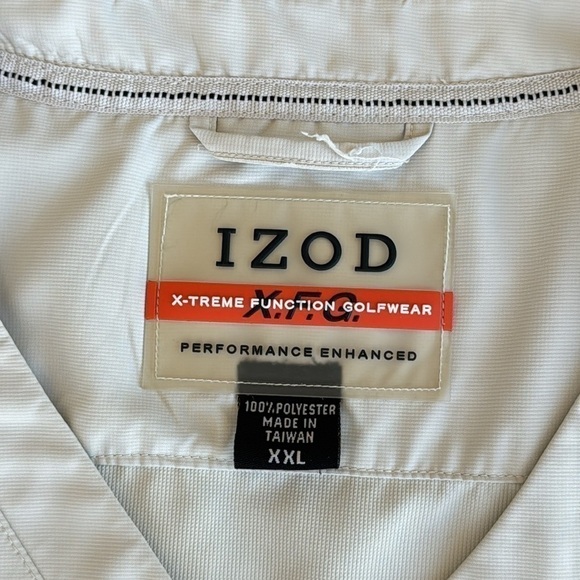 IZOD
X.F.G.
X-TREME FUNCTION GOLFWEAR
PERFORMANCE ENHANCED
100% POLYESTER
MADE IN
TAIWAN
XXL